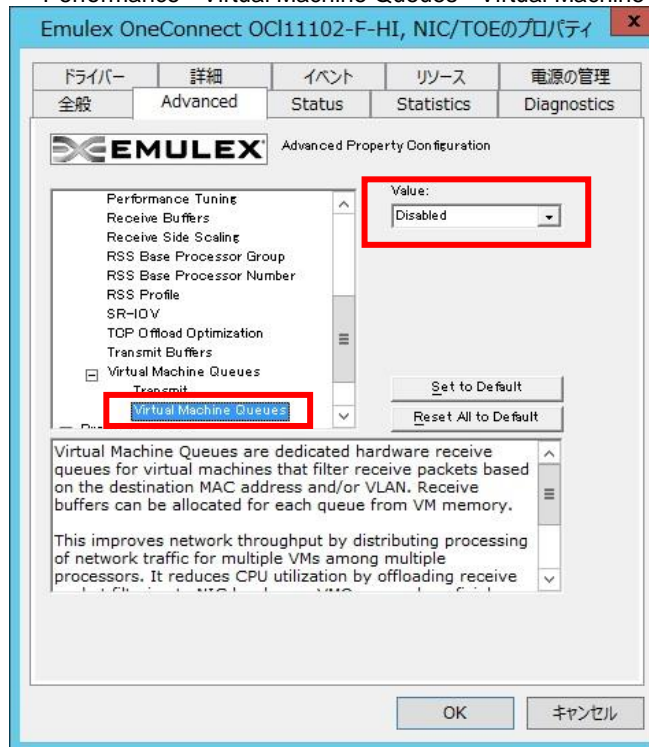 Performance - Virtual Machine Queues - Virtual Machine
Emulex OneConnect OCl11102-F-HI, NIC/TOEのプロパティ
x
ドライバー 詳細 イベント リソース 電源の管理
全般 Advanced Status Statistics Diagnostics
EMULEX Advanced Property Configuration
Value:
Disabled
Performance Tuning
Receive Buffers
Receive Side Scaling
RSS Base Processor Group
RSS Base Processor Number
RSS Profile
SR-IOV
TCP Offload Optimization
Transmit Buffers
Virtual Machine Queues
Transmit
Virtual Machine Queues
Set to Default
Reset All to Default
Virtual Machine Queues are dedicated hardware receive
queues for virtual machines that filter receive packets based
on the destination MAC address and/or VLAN. Receive
buffers can be allocated for each queue from VM memory.
This improves network throughput by distributing processing
of network traffic for multiple VMs among multiple
processors. It reduces CPU utilization by offloading receive
OK キャンセル